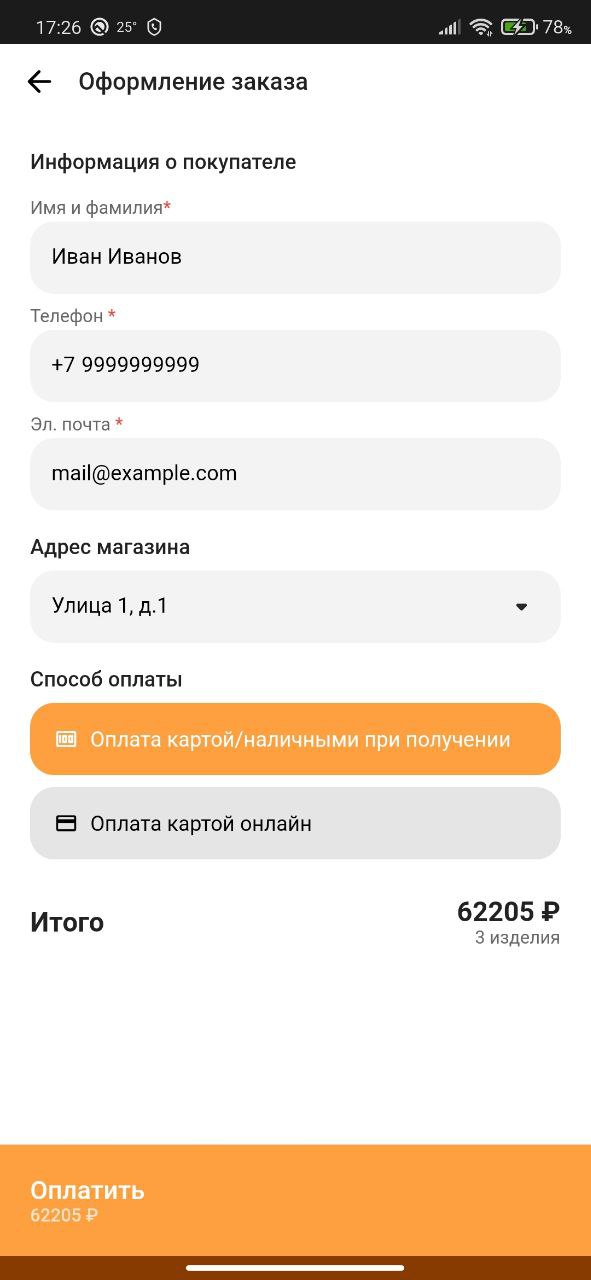 17:26 25° 78%
Оформление заказа
Информация о покупателе
Имя и фамилия*
Иван Иванов
Телефон *
+7 9999999999
Эл. почта *
mail@example.com
Адрес магазина
Улица 1, д.1
Способ оплаты
Оплата картой/наличными при получении
Оплата картой онлайн
Итого 62205 ₽
3 изделия
Оплатить
62205 ₽